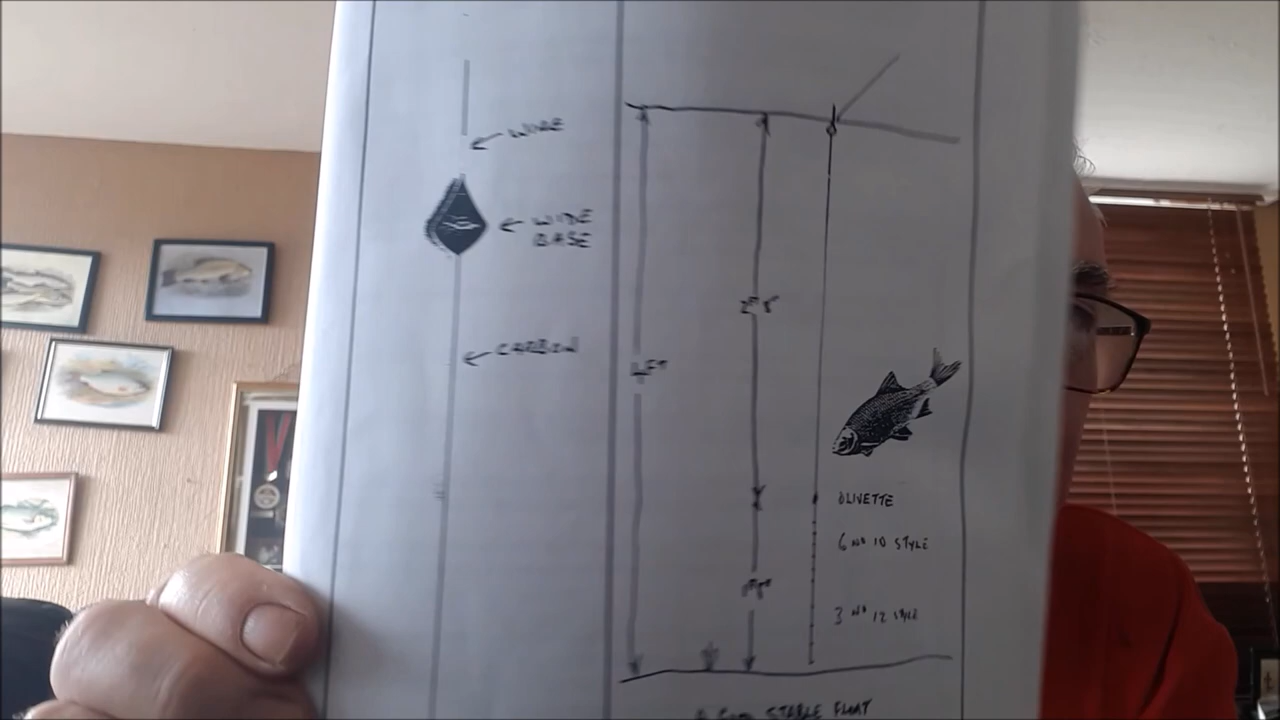 WIRE
WIDE
BASE
CARBON
OLIVETTE
6 NO 10 STYLE
3 NO 12 STYLE
STABLE FLOAT